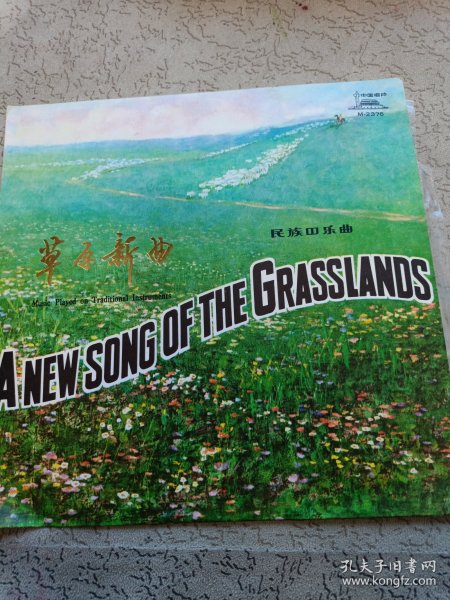 中国唱片
M-2376
民族四乐曲
草原新曲
Music Played on Traditional Instruments
A NEW SONG OF THE GRASSLANDS
孔夫子旧书网
www.kongfz.com